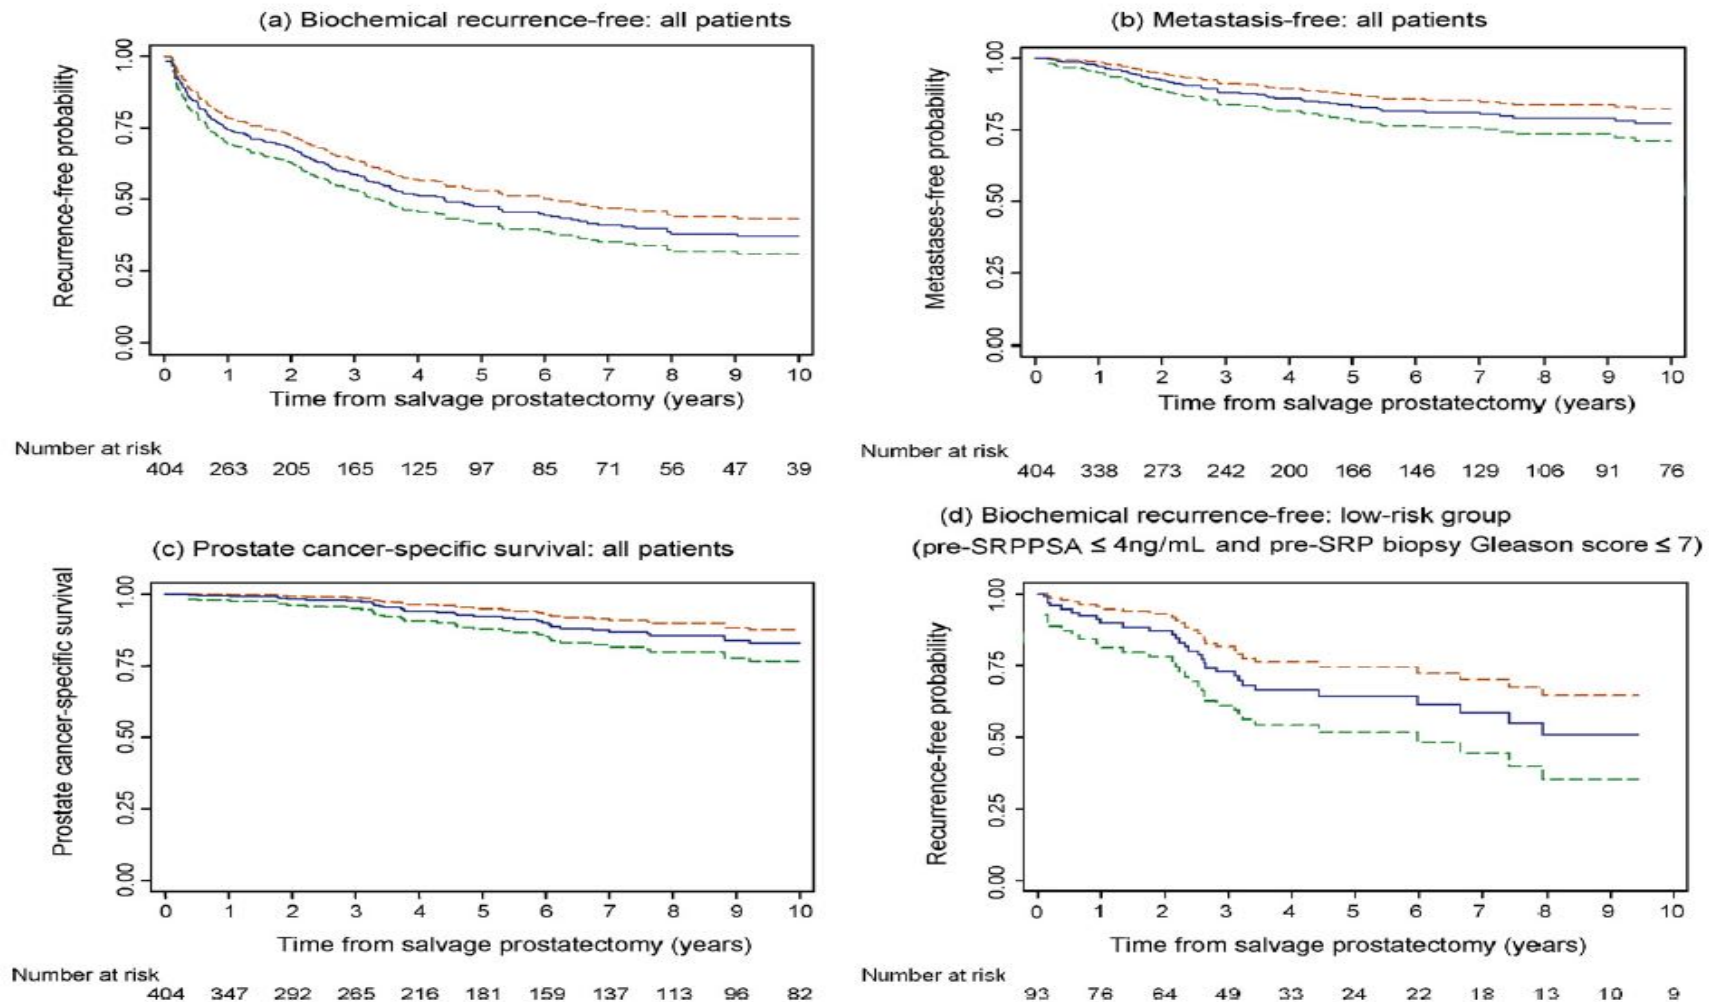 (a) Biochemical recurrence-free: all patients
Recurrence-free probability
1.00
0.75
0.50
0.25
0.00
0 1 2 3 4 5 6 7 8 9 10
Time from salvage prostatectomy (years)
Number at risk
404 263 205 165 125 97 85 71 56 47 39
(b) Metastasis-free: all patients
Metastases-free probability
1.00
0.75
0.50
0.25
0.00
0 1 2 3 4 5 6 7 8 9 10
Time from salvage prostatectomy (years)
Number at risk
404 338 273 242 200 166 146 129 106 91 76
(c) Prostate cancer-specific survival: all patients
Prostate cancer-specific survival
1.00
0.75
0.50
0.25
0.00
0 1 2 3 4 5 6 7 8 9 10
Time from salvage prostatectomy (years)
Number at risk
404 347 292 265 216 181 159 137 113 96 82
(d) Biochemical recurrence-free: low-risk group
(pre-SRPPSA ≤ 4ng/mL and pre-SRP biopsy Gleason score ≤ 7)
Recurrence-free probability
1.00
0.75
0.50
0.25
0.00
0 1 2 3 4 5 6 7 8 9 10
Time from salvage prostatectomy (years)
Number at risk
93 76 64 49 33 24 22 18 13 10 9